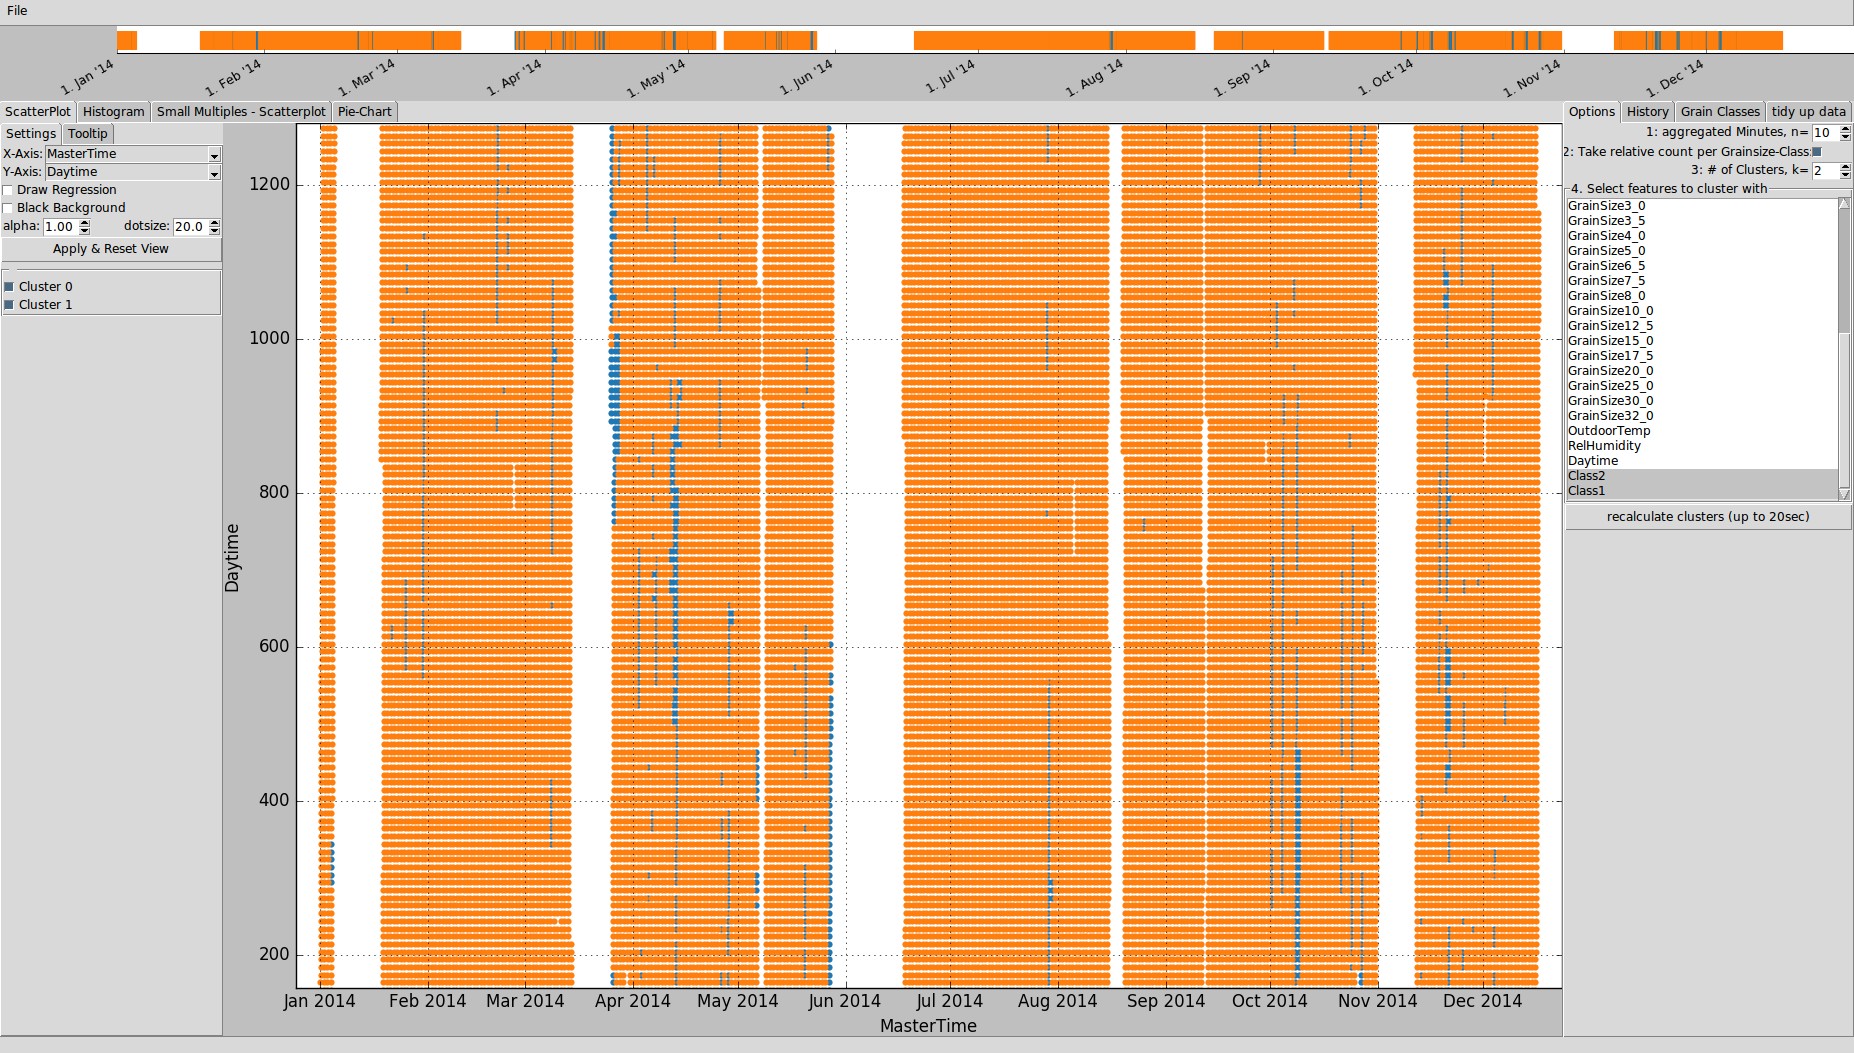 File
1. Jan '14
1. Feb '14
1. Mar '14
1. Apr '14
1. May '14
1. Jun '14
1. Jul '14
1. Aug '14
1. Sep '14
1. Oct '14
1. Nov '14
1. Dec '14
ScatterPlot Histogram Small Multiples - Scatterplot Pie-Chart
Settings Tooltip
X-Axis: MasterTime
Y-Axis: Daytime
Draw Regression
Black Background
alpha: 1.00 dotsize: 20.0
Apply & Reset View
Cluster 0
Cluster 1
Daytime
1200
1000
800
600
400
200
Jan 2014 Feb 2014 Mar 2014 Apr 2014 May 2014 Jun 2014 Jul 2014 Aug 2014 Sep 2014 Oct 2014 Nov 2014 Dec 2014
MasterTime
Options History Grain Classes tidy up data
1: aggregated Minutes, n= 10
2: Take relative count per Grainsize-Class:
3: # of Clusters, k= 2
4. Select features to cluster with
GrainSize3_0
GrainSize3_5
GrainSize4_0
GrainSize5_0
GrainSize6_5
GrainSize7_5
GrainSize8_0
GrainSize10_0
GrainSize12_5
GrainSize15_0
GrainSize17_5
GrainSize20_0
GrainSize25_0
GrainSize30_0
GrainSize32_0
OutdoorTemp
RelHumidity
Daytime
Class2
Class1
recalculate clusters (up to 20sec)